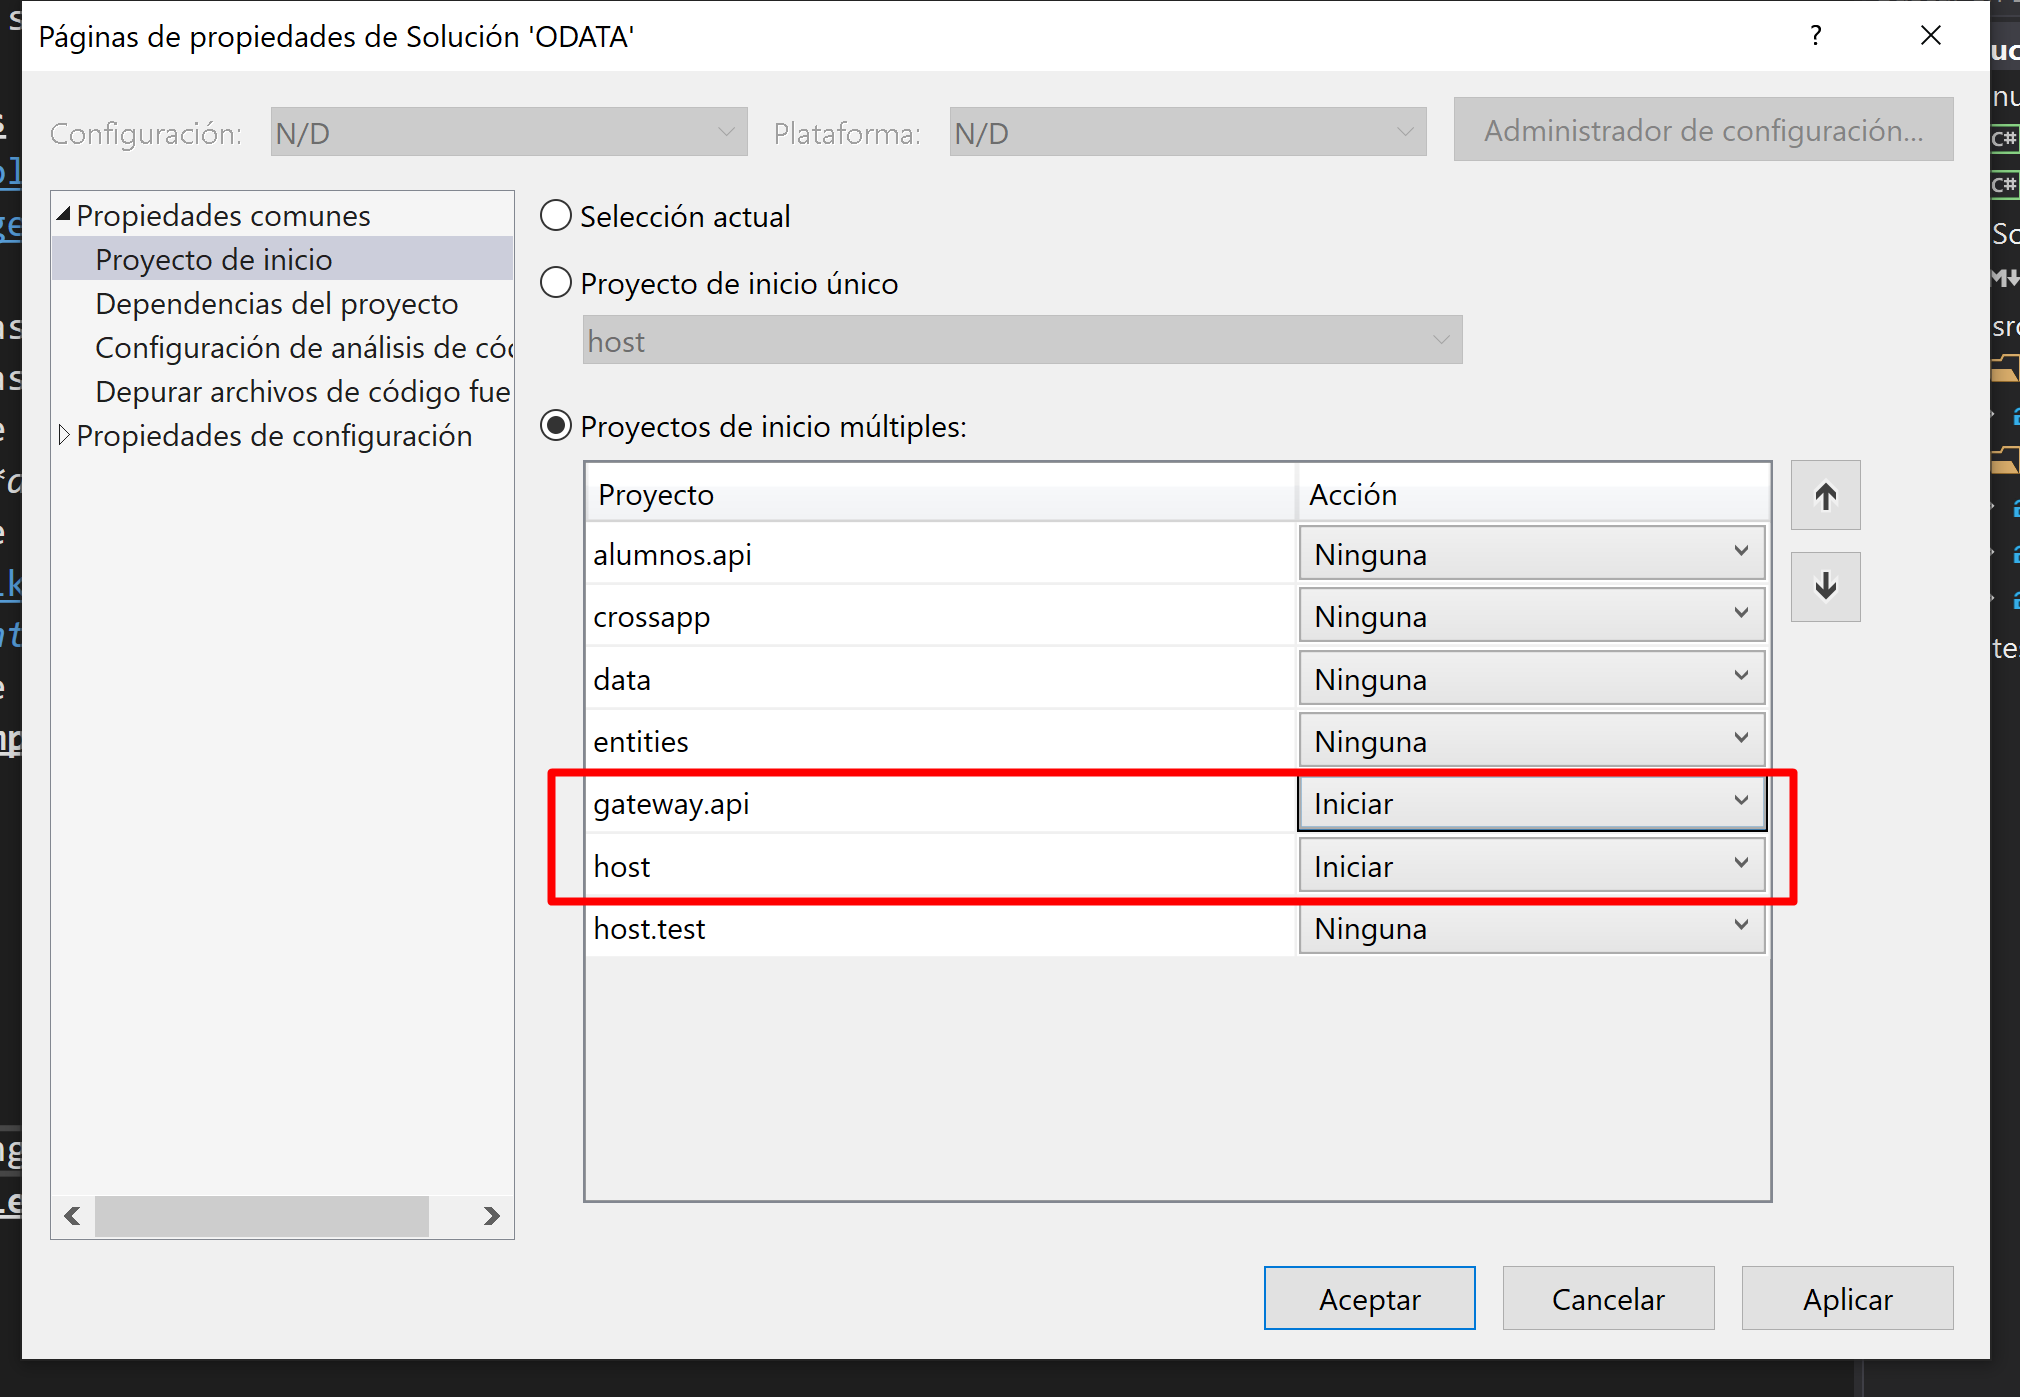 Páginas de propiedades de Solución 'ODATA'
?
Configuración:
N/D
Plataforma:
N/D
Administrador de configuración...
Propiedades comunes
Proyecto de inicio
Dependencias del proyecto
Configuración de análisis de cóc
Depurar archivos de código fue
Propiedades de configuración
Selección actual
Proyecto de inicio único
host
Proyectos de inicio múltiples:
Proyecto Acción
alumnos.api Ninguna
crossapp Ninguna
data Ninguna
entities Ninguna
gateway.api Iniciar
host Iniciar
host.test Ninguna
Aceptar Cancelar Aplicar
C#
C#